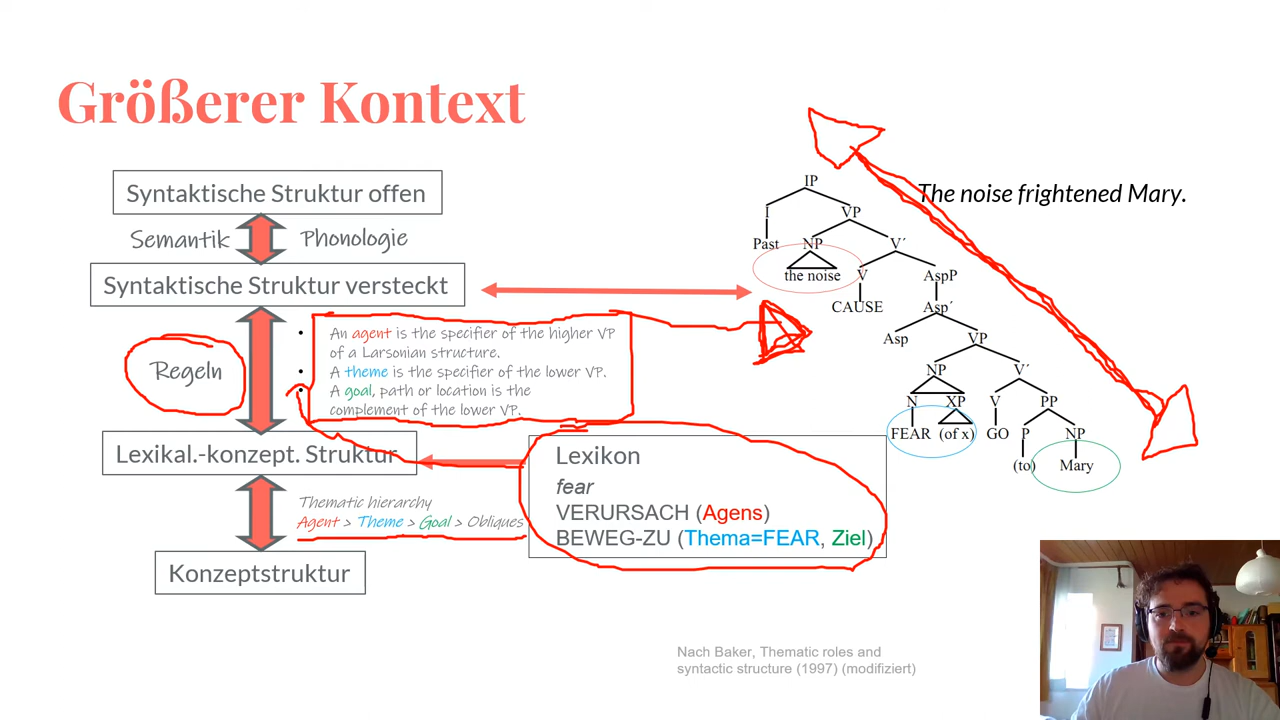 Größerer Kontext
Syntaktische Struktur offen
Semantik
Phonologie
Syntaktische Struktur versteckt
Regeln
• An agent is the specifier of the higher VP
of a Larsonian structure.
• A theme is the specifier of the lower VP.
• A goal, path or location is the
complement of the lower VP.
Lexikal.-konzept. Struktur
Thematic hierarchy
Agent > Theme > Goal > Obliques
Konzeptstruktur
Lexikon
fear
VERURSACH (Agens)
BEWEG-ZU (Thema=FEAR, Ziel)
The noise frightened Mary.
IP
I VP
Past NP V´
the noise V AspP
CAUSE Asp´
Asp VP
NP V´
N XP V PP
FEAR (of x) GO P NP
(to) Mary
Nach Baker, Thematic roles and
syntactic structure (1997) (modifiziert)